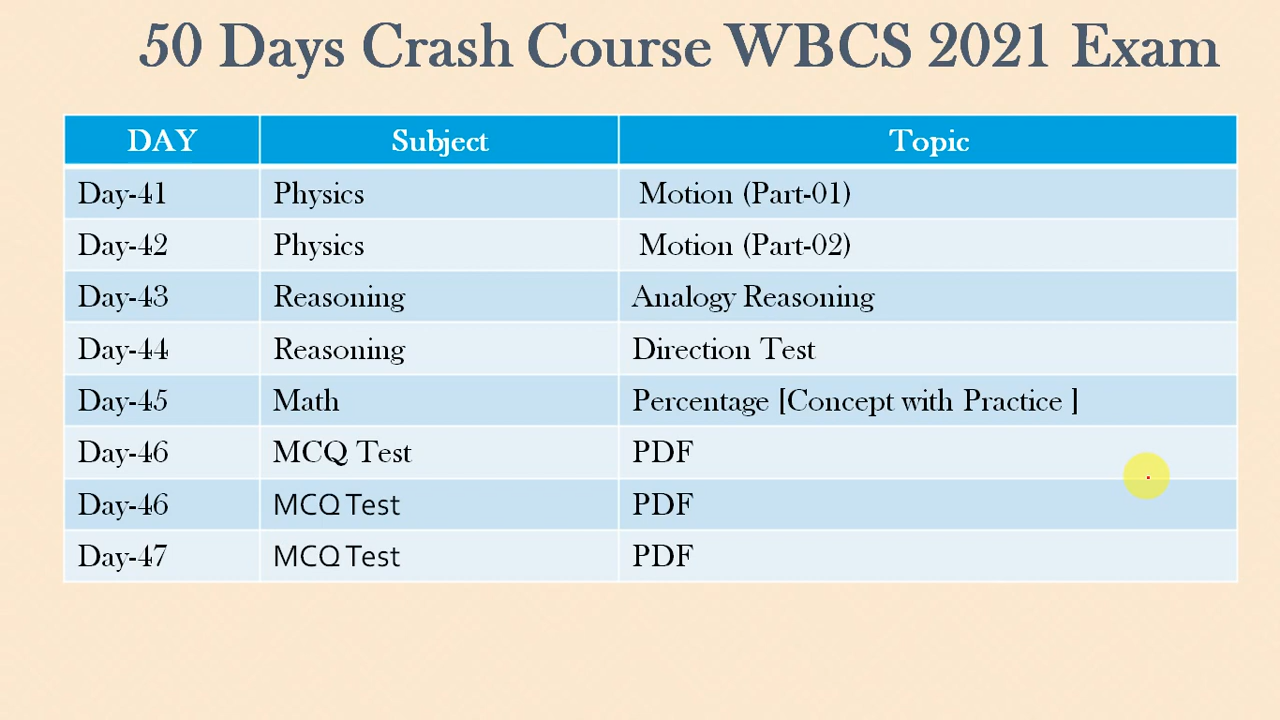 50 Days Crash Course WBCS 2021 Exam
DAY Subject Topic
Day-41 Physics Motion (Part-01)
Day-42 Physics Motion (Part-02)
Day-43 Reasoning Analogy Reasoning
Day-44 Reasoning Direction Test
Day-45 Math Percentage [Concept with Practice ]
Day-46 MCQ Test PDF
Day-46 MCQ Test PDF
Day-47 MCQ Test PDF